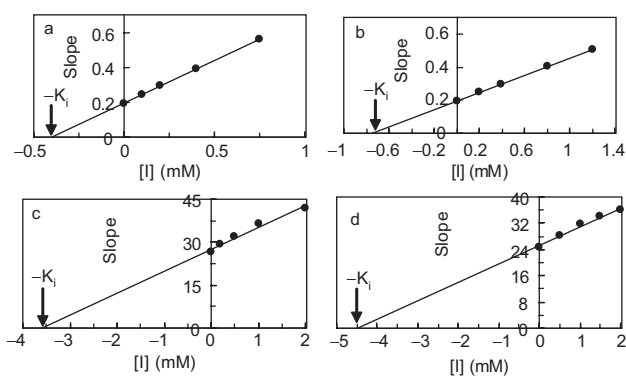 a
0.6
Slope
0.4
−Kᵢ
0.2
0
−0.5 0 0.5 1
[I] (mM)
b
0.6
Slope
0.4
−Kᵢ
0.2
0
−1 −0.6 −0.2 0.2 0.6 1 1.4
[I] (mM)
c
45
Slope
30
−Kᵢ
15
0
−4 −3 −2 −1 0 1 2
[I] (mM)
d
40
32
Slope
24
16
−Kᵢ
8
0
−5 −4 −3 −2 −1 0 1 2
[I] (mM)